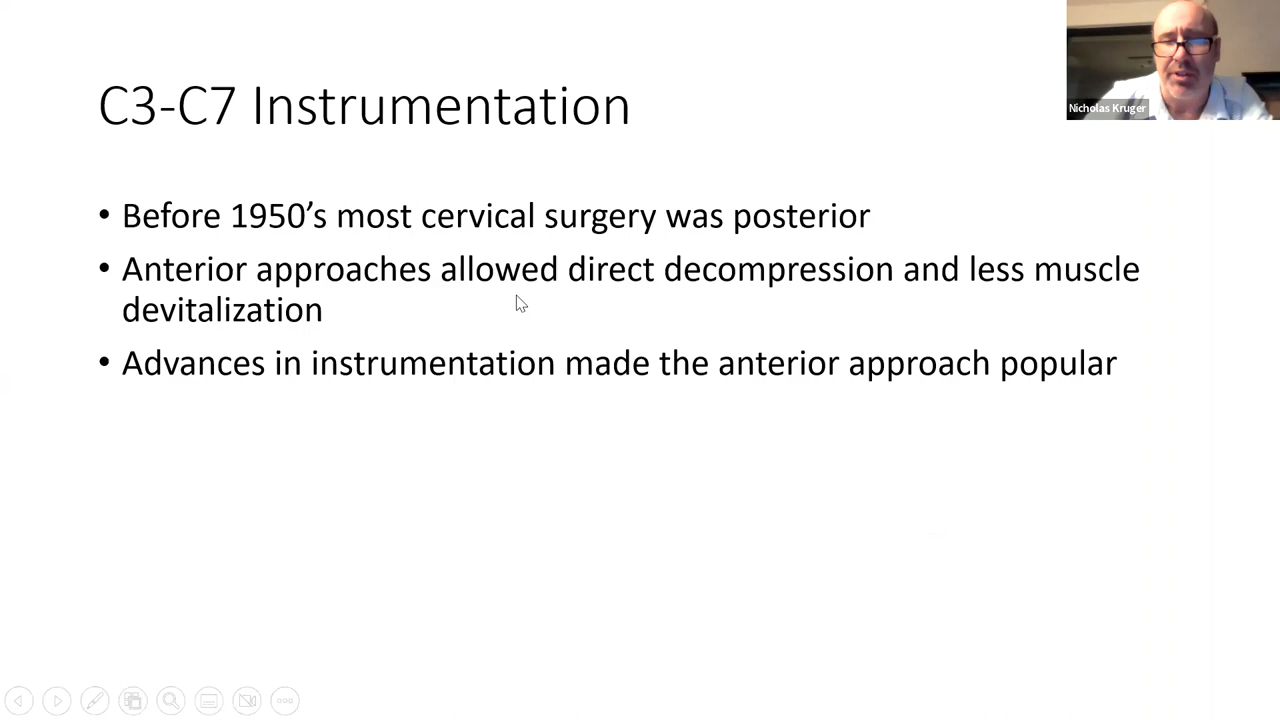 C3-C7 Instrumentation
Nicholas Kruger
• Before 1950’s most cervical surgery was posterior
• Anterior approaches allowed direct decompression and less muscle
devitalization
• Advances in instrumentation made the anterior approach popular